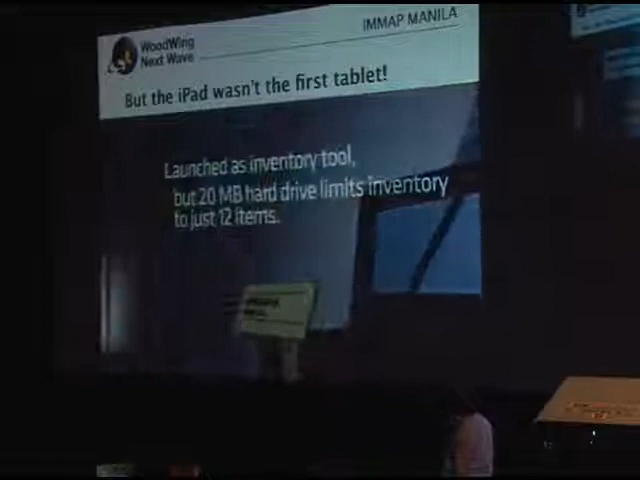 WoodWing
Next Wave
IMMAP MANILA
But the iPad wasn't the first tablet!
Launched as inventory tool,
but 20 MB hard drive limits inventory
to just 12 items.